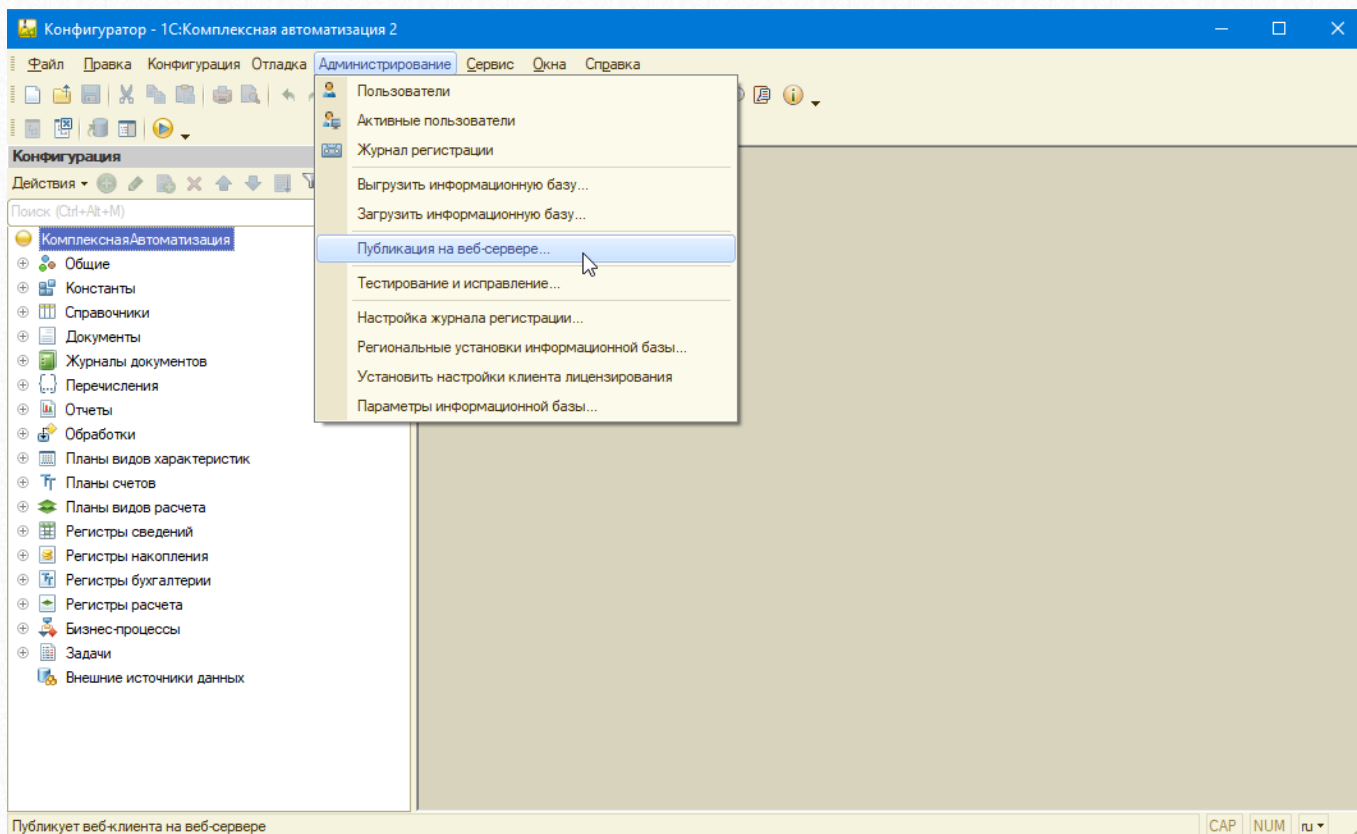 Конфигуратор - 1С:Комплексная автоматизация 2
Файл Правка Конфигурация Отладка Администрирование Сервис Окна Справка
Пользователи
Активные пользователи
Журнал регистрации
Выгрузить информационную базу...
Загрузить информационную базу...
Публикация на веб-сервере...
Тестирование и исправление...
Настройка журнала регистрации...
Региональные установки информационной базы...
Установить настройки клиента лицензирования
Параметры информационной базы...
Конфигурация
Действия
Поиск (Ctrl+Alt+M)
КомплекснаяАвтоматизация
Общие
Константы
Справочники
Документы
Журналы документов
Перечисления
Отчеты
Обработки
Планы видов характеристик
Планы счетов
Планы видов расчета
Регистры сведений
Регистры накопления
Регистры бухгалтерии
Регистры расчета
Бизнес-процессы
Задачи
Внешние источники данных
Публикует веб-клиента на веб-сервере
CAP NUM ru